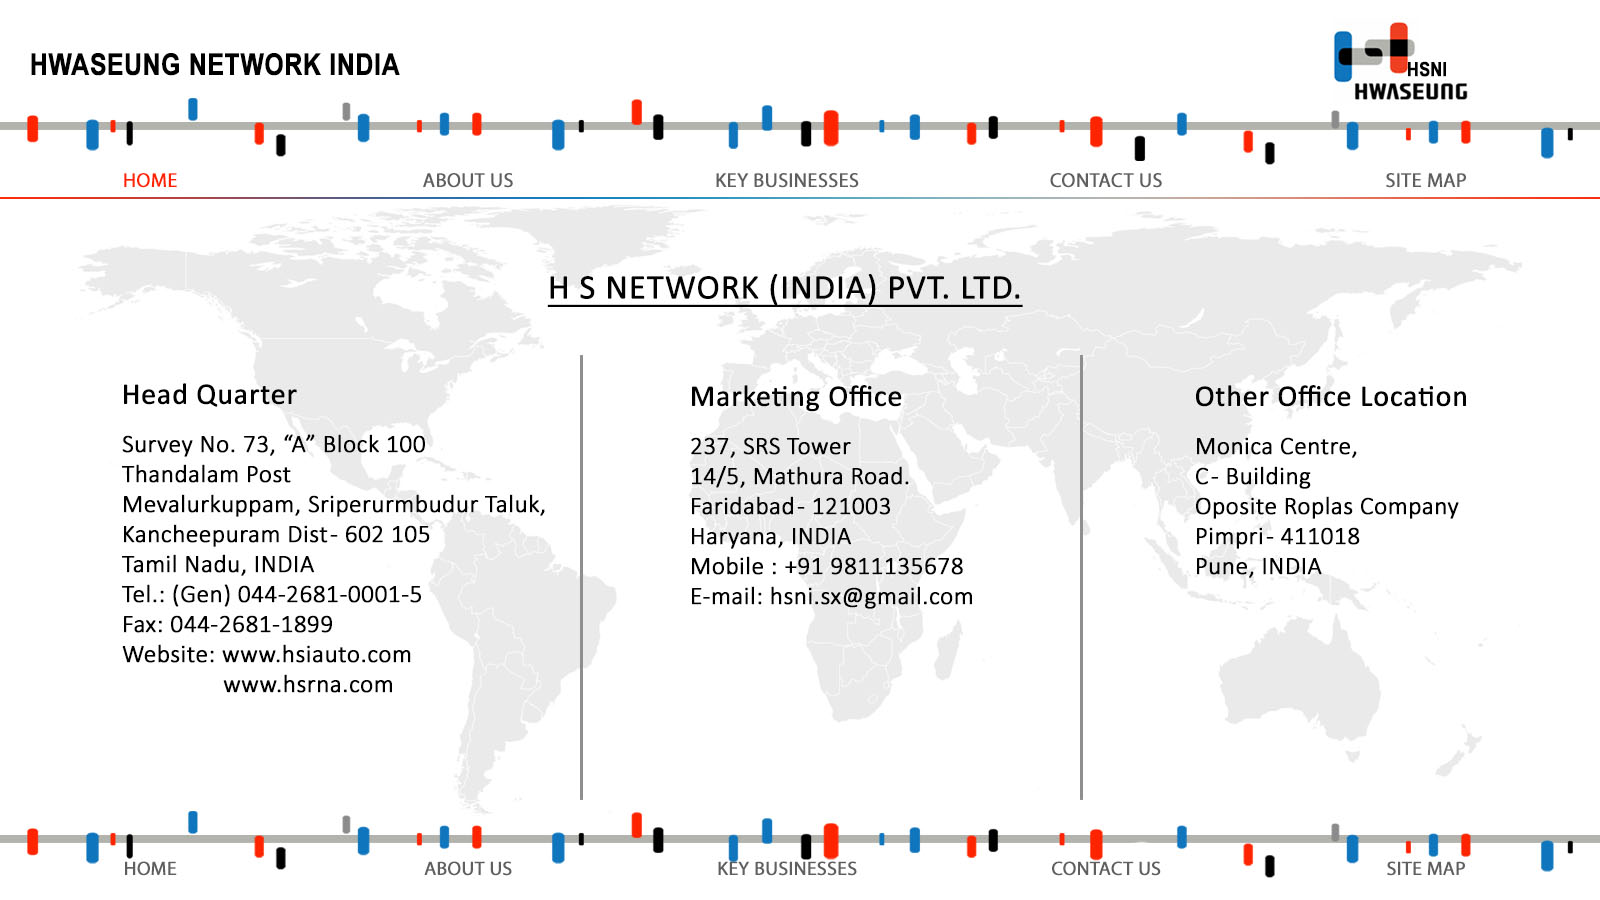 HWASEUNG NETWORK INDIA
HSNI
HWASEUNG
HOME
ABOUT US
KEY BUSINESSES
CONTACT US
SITE MAP
H S NETWORK (INDIA) PVT. LTD.
Head Quarter
Survey No. 73, “A” Block 100
Thandalam Post
Mevalurkuppam, Sriperurmbudur Taluk,
Kancheepuram Dist- 602 105
Tamil Nadu, INDIA
Tel.: (Gen) 044-2681-0001-5
Fax: 044-2681-1899
Website: www.hsiauto.com
www.hsrna.com
Marketing Office
237, SRS Tower
14/5, Mathura Road.
Faridabad- 121003
Haryana, INDIA
Mobile : +91 9811135678
E-mail: hsni.sx@gmail.com
Other Office Location
Monica Centre,
C- Building
Oposite Roplas Company
Pimpri- 411018
Pune, INDIA
HOME
ABOUT US
KEY BUSINESSES
CONTACT US
SITE MAP